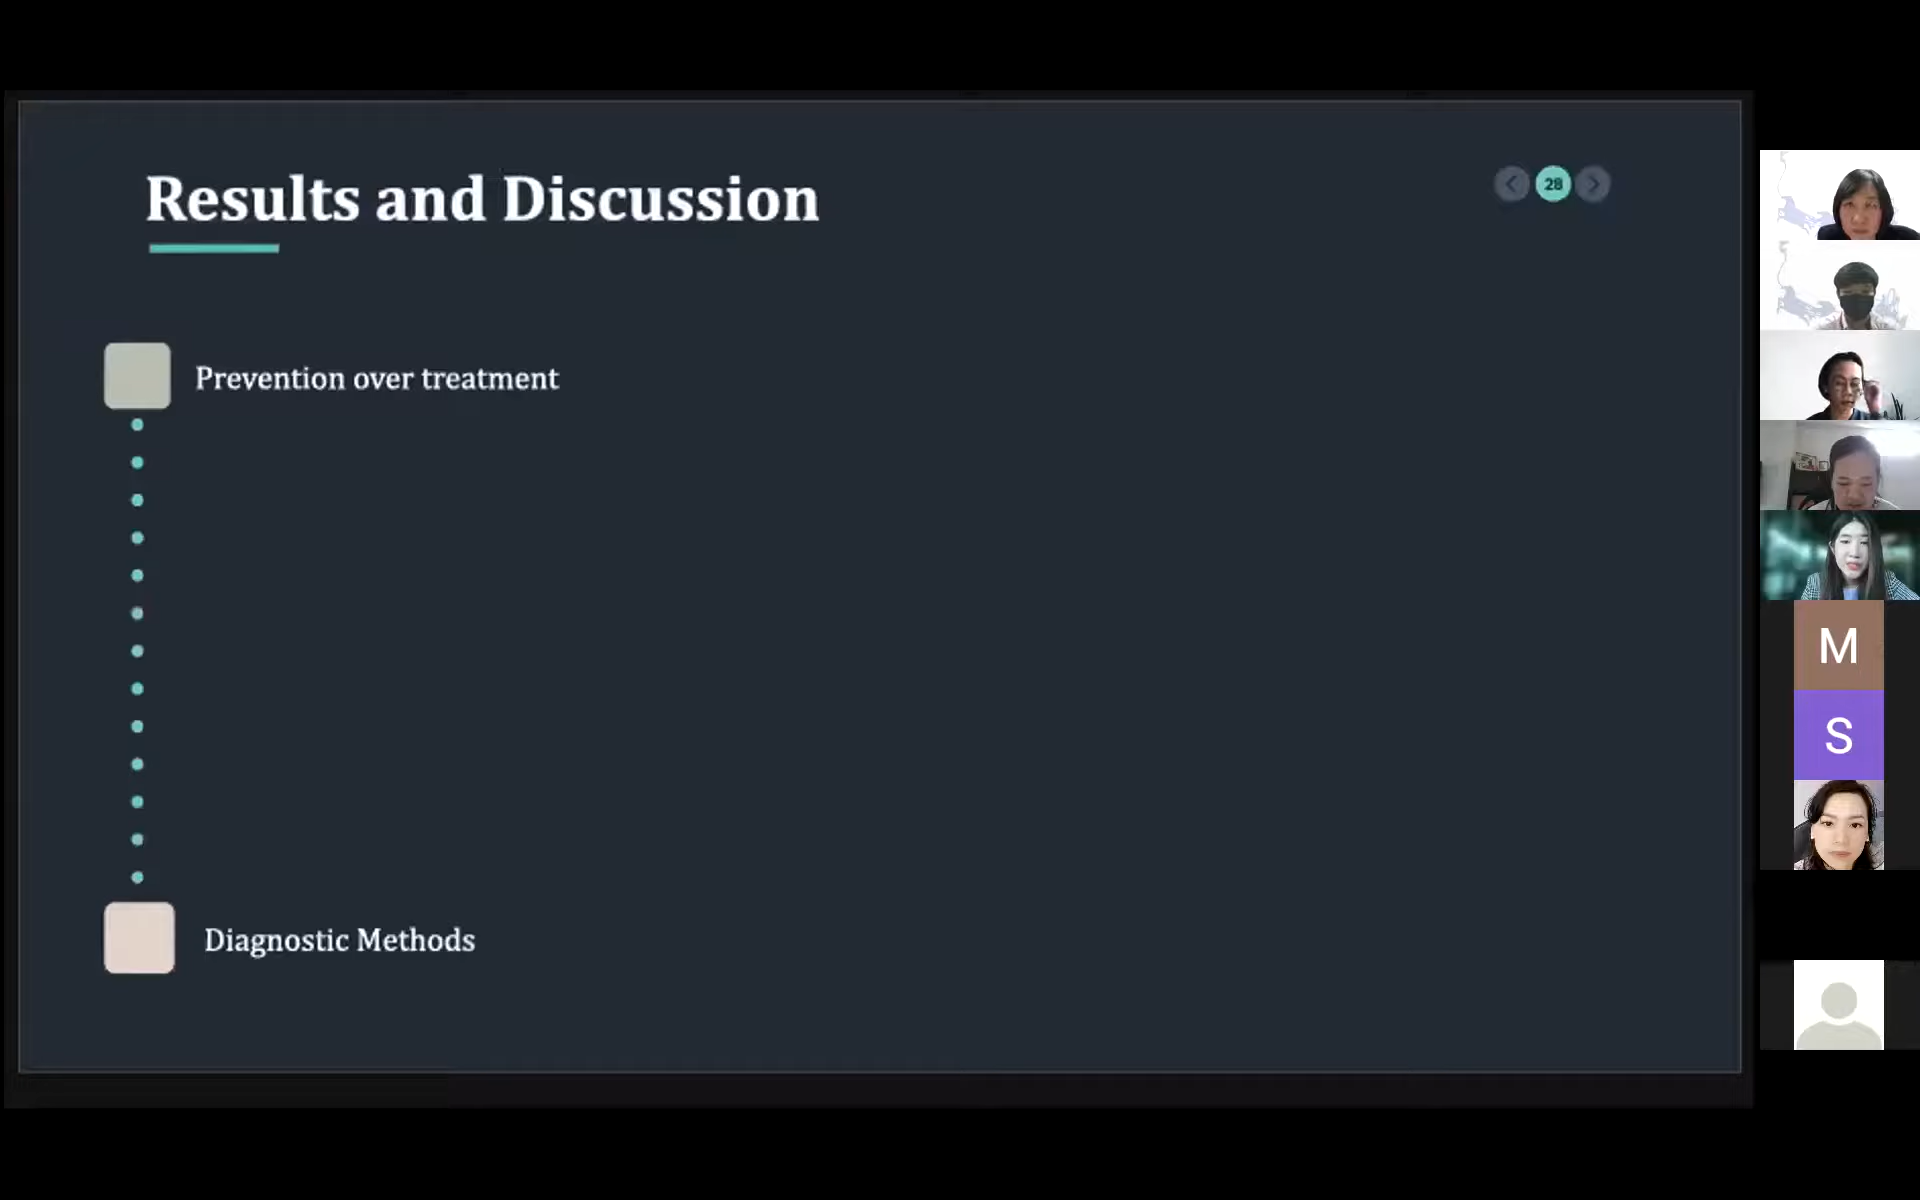 Results and Discussion
28
Prevention over treatment
Diagnostic Methods
M
S